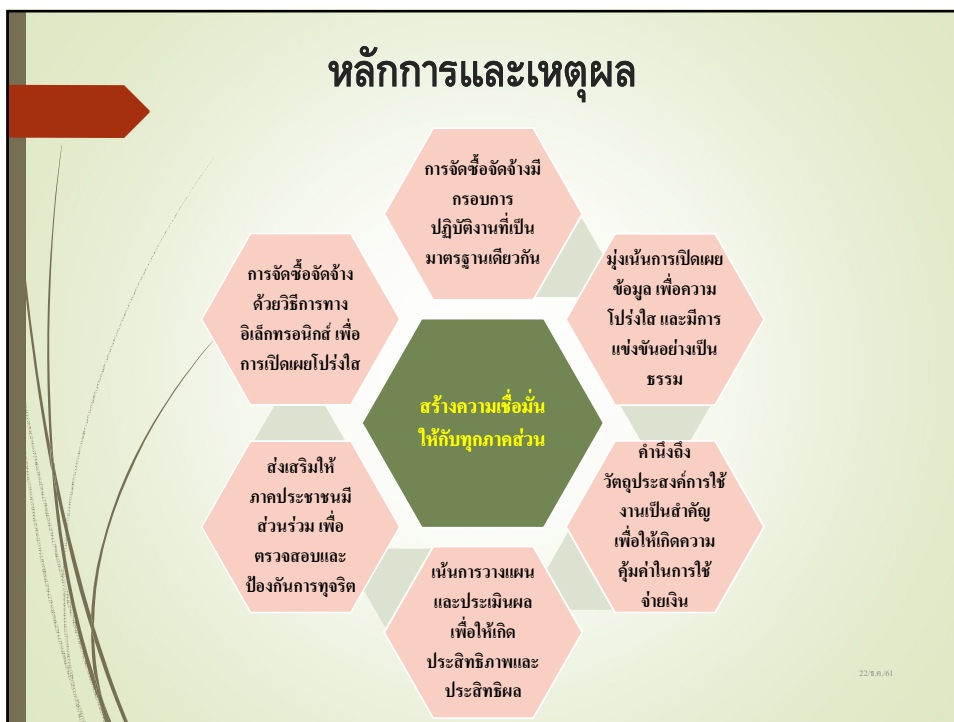 หลักการและเหตุผล
การจัดซื้อจัดจ้างมี
กรอบการ
ปฏิบัติงานที่เป็น
มาตรฐานเดียวกัน
มุ่งเน้นการเปิดเผย
ข้อมูล เพื่อความ
โปร่งใส และมีการ
แข่งขันอย่างเป็น
ธรรม
คำนึงถึง
วัตถุประสงค์การใช้
งานเป็นสำคัญ
เพื่อให้เกิดความ
คุ้มค่าในการใช้
จ่ายเงิน
เน้นการวางแผน
และประเมินผล
เพื่อให้เกิด
ประสิทธิภาพและ
ประสิทธิผล
ส่งเสริมให้
ภาคประชาชนมี
ส่วนร่วม เพื่อ
ตรวจสอบและ
ป้องกันการทุจริต
การจัดซื้อจัดจ้าง
ด้วยวิธีการทาง
อิเล็กทรอนิกส์ เพื่อ
การเปิดเผยโปร่งใส
สร้างความเชื่อมั่น
ให้กับทุกภาคส่วน
22/ธ.ค./61